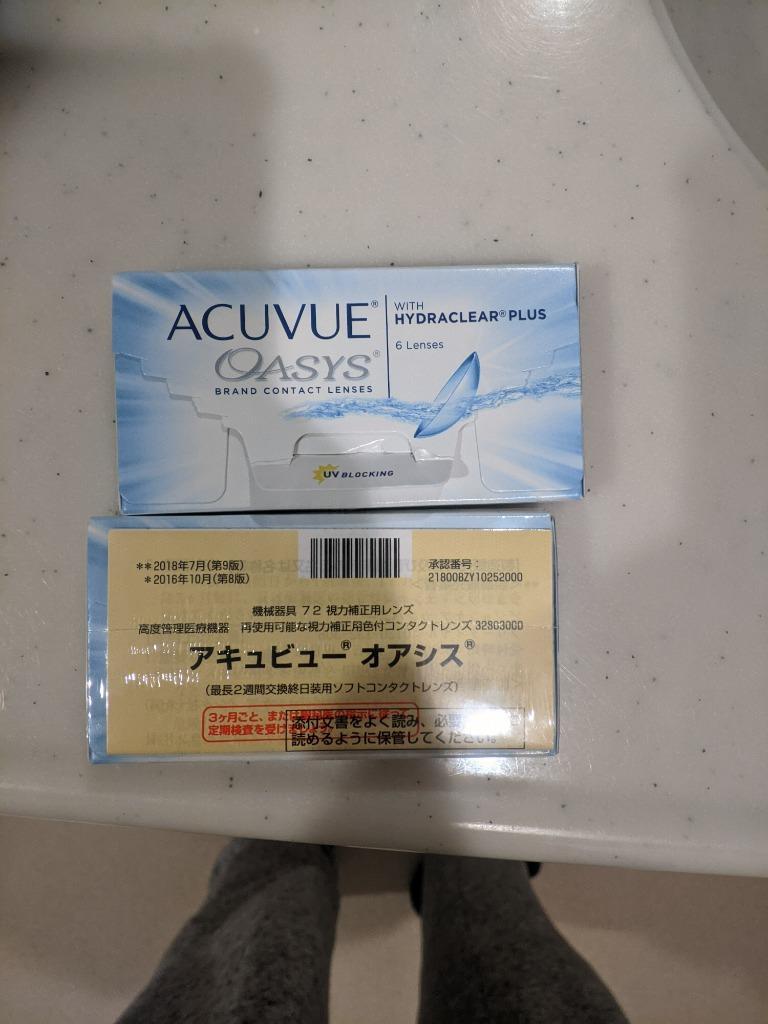 ACUVUE®
OASYS®
BRAND CONTACT LENSES
WITH
HYDRACLEAR® PLUS
6 Lenses
UV BLOCKING
**2018年7月(第9版)
*2016年10月(第8版)
承認番号:
21800BZY10252000
機械器具 72 視力補正用レンズ
高度管理医療機器 再使用可能な視力補正用色付コンタクトレンズ 32803000
アキュビュー® オアシス®
(最長2週間交換終日装用ソフトコンタクトレンズ)
3ヶ月ごと、また
定期検査を受け
添付文書をよく読み、必
読めるように保管してください。